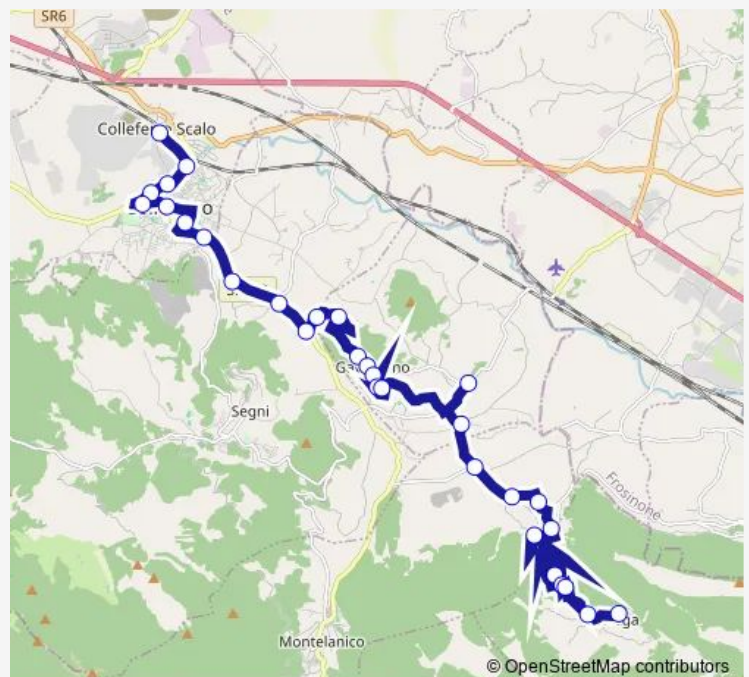 SR6
Colleferro Scalo
O
Segni
Frosinone
Montelanico
© OpenStreetMap contributors